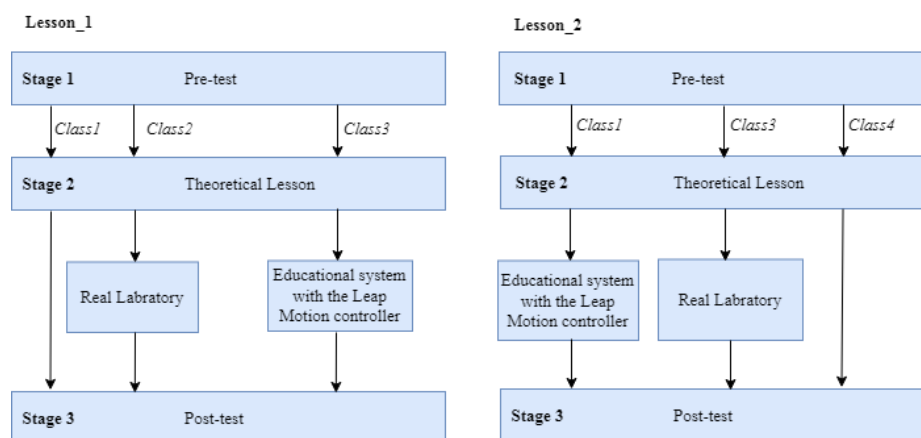 Lesson_1
Stage 1 Pre-test
Class1 Class2 Class3
Stage 2 Theoretical Lesson
Real Labratory
Educational system
with the Leap
Motion controller
Stage 3 Post-test
Lesson_2
Stage 1 Pre-test
Class1 Class3 Class4
Stage 2 Theoretical Lesson
Educational system
with the Leap
Motion controller
Real Labratory
Stage 3 Post-test